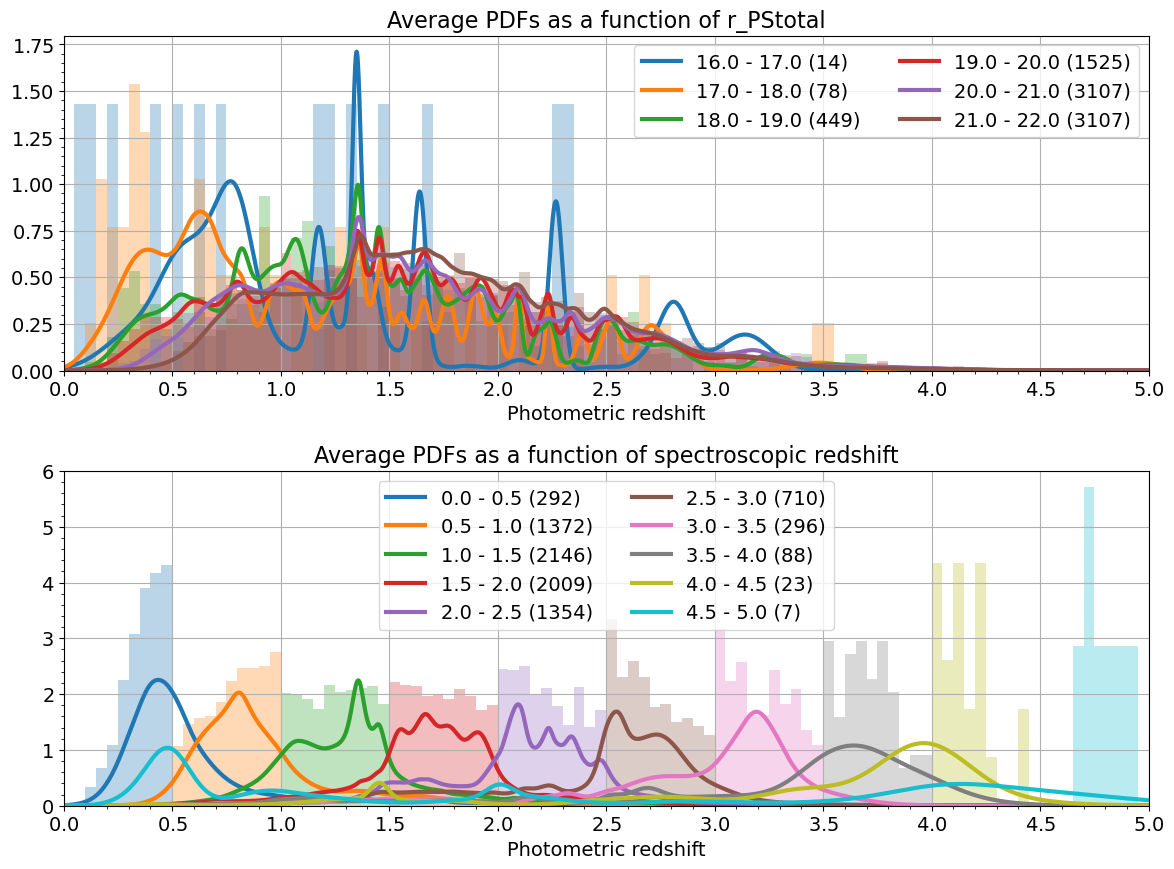 Average PDFs as a function of r_PStotal
1.75
1.50
1.25
1.00
0.75
0.50
0.25
0.00
16.0 - 17.0 (14)
17.0 - 18.0 (78)
18.0 - 19.0 (449)
19.0 - 20.0 (1525)
20.0 - 21.0 (3107)
21.0 - 22.0 (3107)
0.0 0.5 1.0 1.5 2.0 2.5 3.0 3.5 4.0 4.5 5.0
Photometric redshift
Average PDFs as a function of spectroscopic redshift
6
5
4
3
2
1
0
0.0 - 0.5 (292)
0.5 - 1.0 (1372)
1.0 - 1.5 (2146)
1.5 - 2.0 (2009)
2.0 - 2.5 (1354)
2.5 - 3.0 (710)
3.0 - 3.5 (296)
3.5 - 4.0 (88)
4.0 - 4.5 (23)
4.5 - 5.0 (7)
0.0 0.5 1.0 1.5 2.0 2.5 3.0 3.5 4.0 4.5 5.0
Photometric redshift